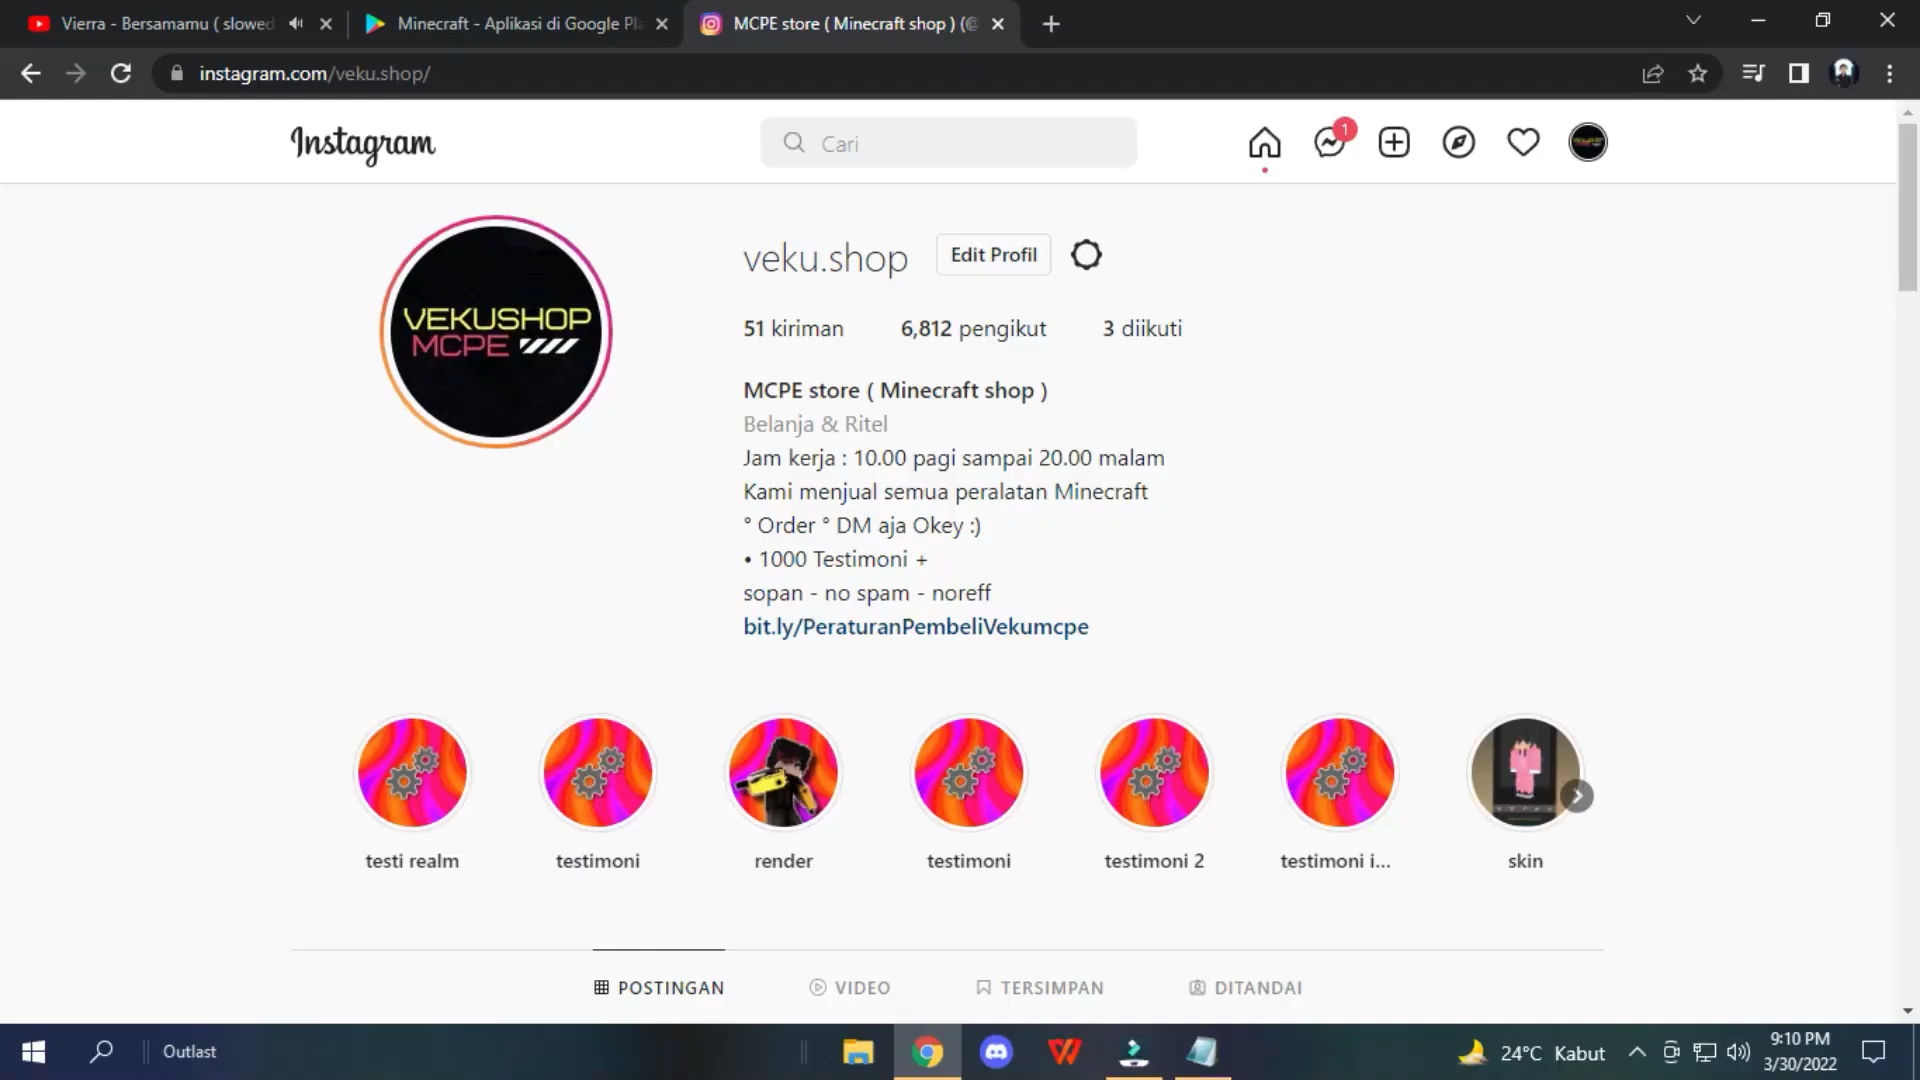 Vierra - Bersamamu ( slowed
Minecraft - Aplikasi di Google Pla
MCPE store ( Minecraft shop ) (@
instagram.com/veku.shop/
Instagram
Cari
1
veku.shop
Edit Profil
51 kiriman
6,812 pengikut
3 diikuti
VEKUSHOP
MCPE
MCPE store ( Minecraft shop )
Belanja & Ritel
Jam kerja : 10.00 pagi sampai 20.00 malam
Kami menjual semua peralatan Minecraft
° Order ° DM aja Okey :)
• 1000 Testimoni +
sopan - no spam - noreff
bit.ly/PeraturanPembeliVekumcpe
testi realm
testimoni
render
testimoni
testimoni 2
testimoni i...
skin
POSTINGAN
VIDEO
TERSIMPAN
DITANDAI
Outlast
24°C Kabut
9:10 PM
3/30/2022